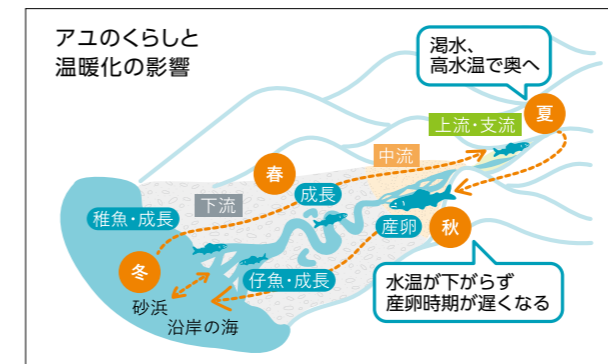 アユのくらしと
温暖化の影響
渇水、
高水温で奥へ
夏
上流・支流
中流
春
成長
下流
稚魚・成長
産卵
秋
冬
仔魚・成長
砂浜
沿岸の海
水温が下がらず
産卵時期が遅くなる